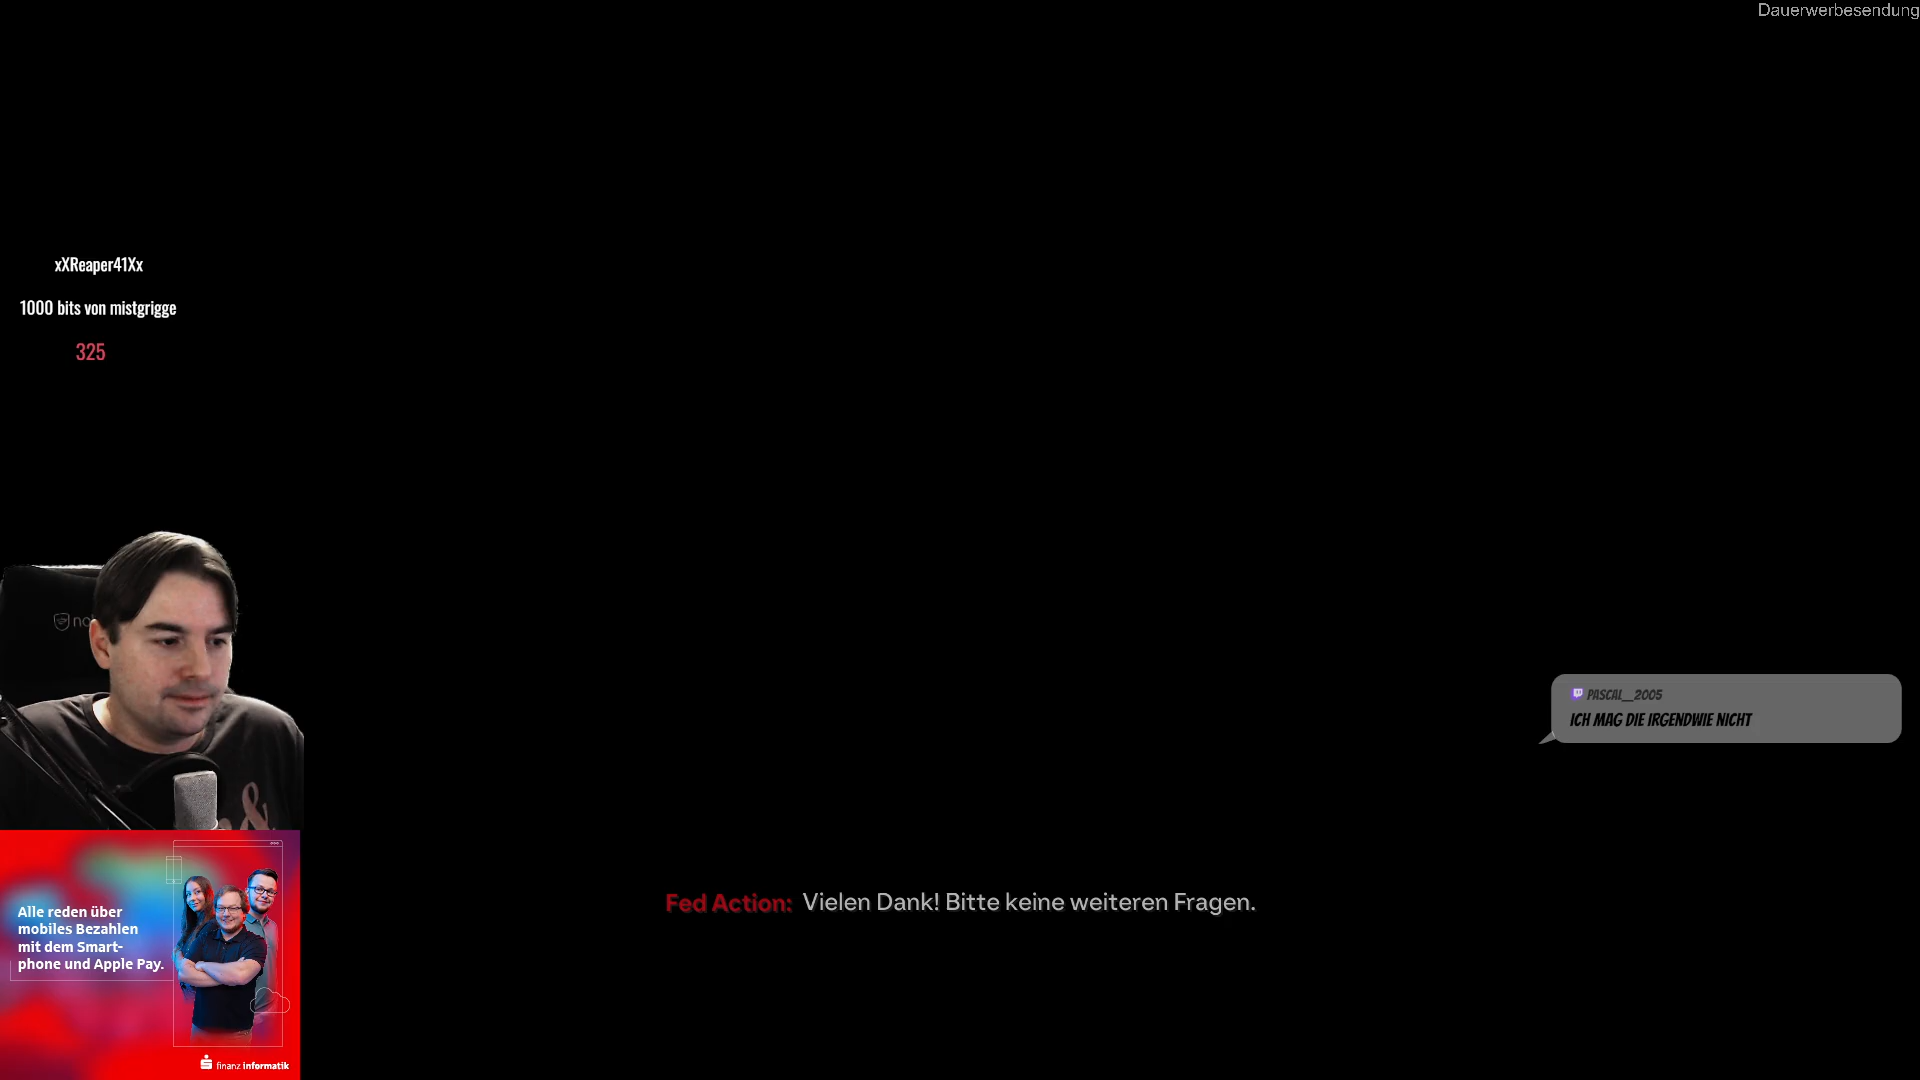 Dauerwerbesendung
xXReaper41Xx
1000 bits von mistgrigge
325
PASCAL__2005
ICH MAG DIE IRGENDWIE NICHT
Fed Action: Vielen Dank! Bitte keine weiteren Fragen.
Alle reden über
mobiles Bezahlen
mit dem Smart-
phone und Apple Pay.
finanz informatik